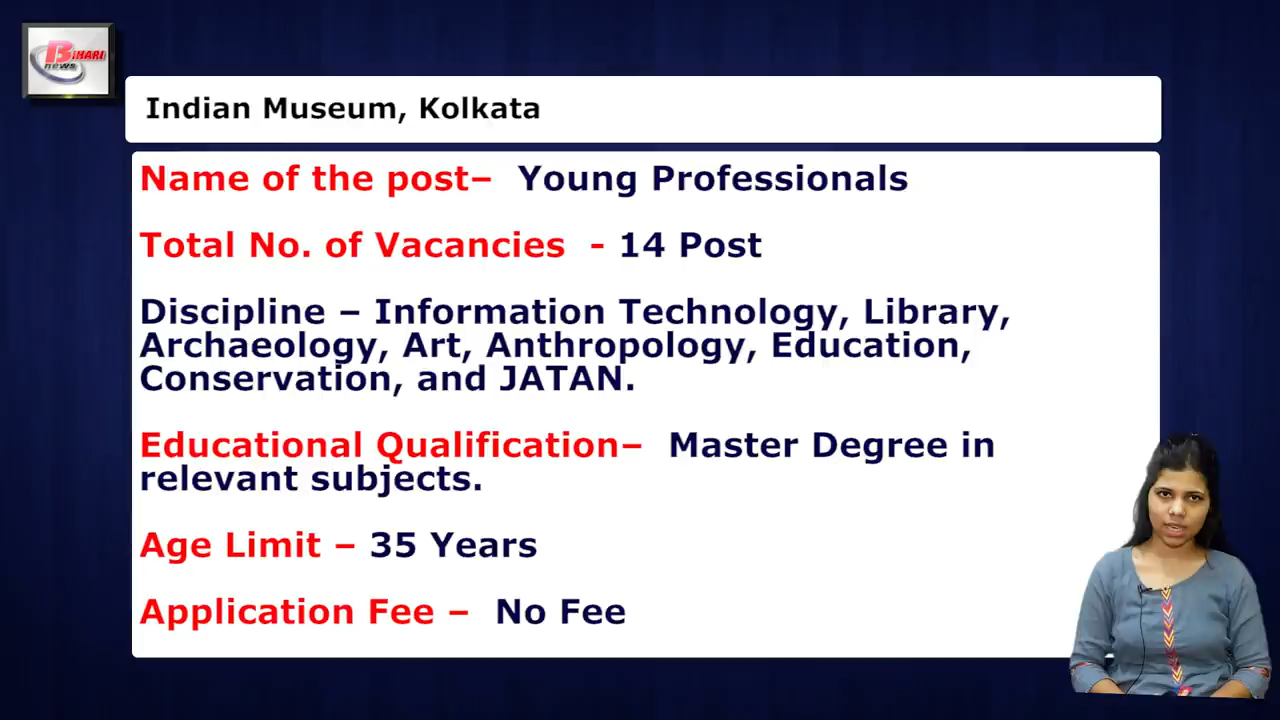 BIHARI
news
Indian Museum, Kolkata
Name of the post–  Young Professionals
Total No. of Vacancies  - 14 Post
Discipline – Information Technology, Library,
Archaeology, Art, Anthropology, Education,
Conservation, and JATAN.
Educational Qualification–  Master Degree in
relevant subjects.
Age Limit – 35 Years
Application Fee –  No Fee